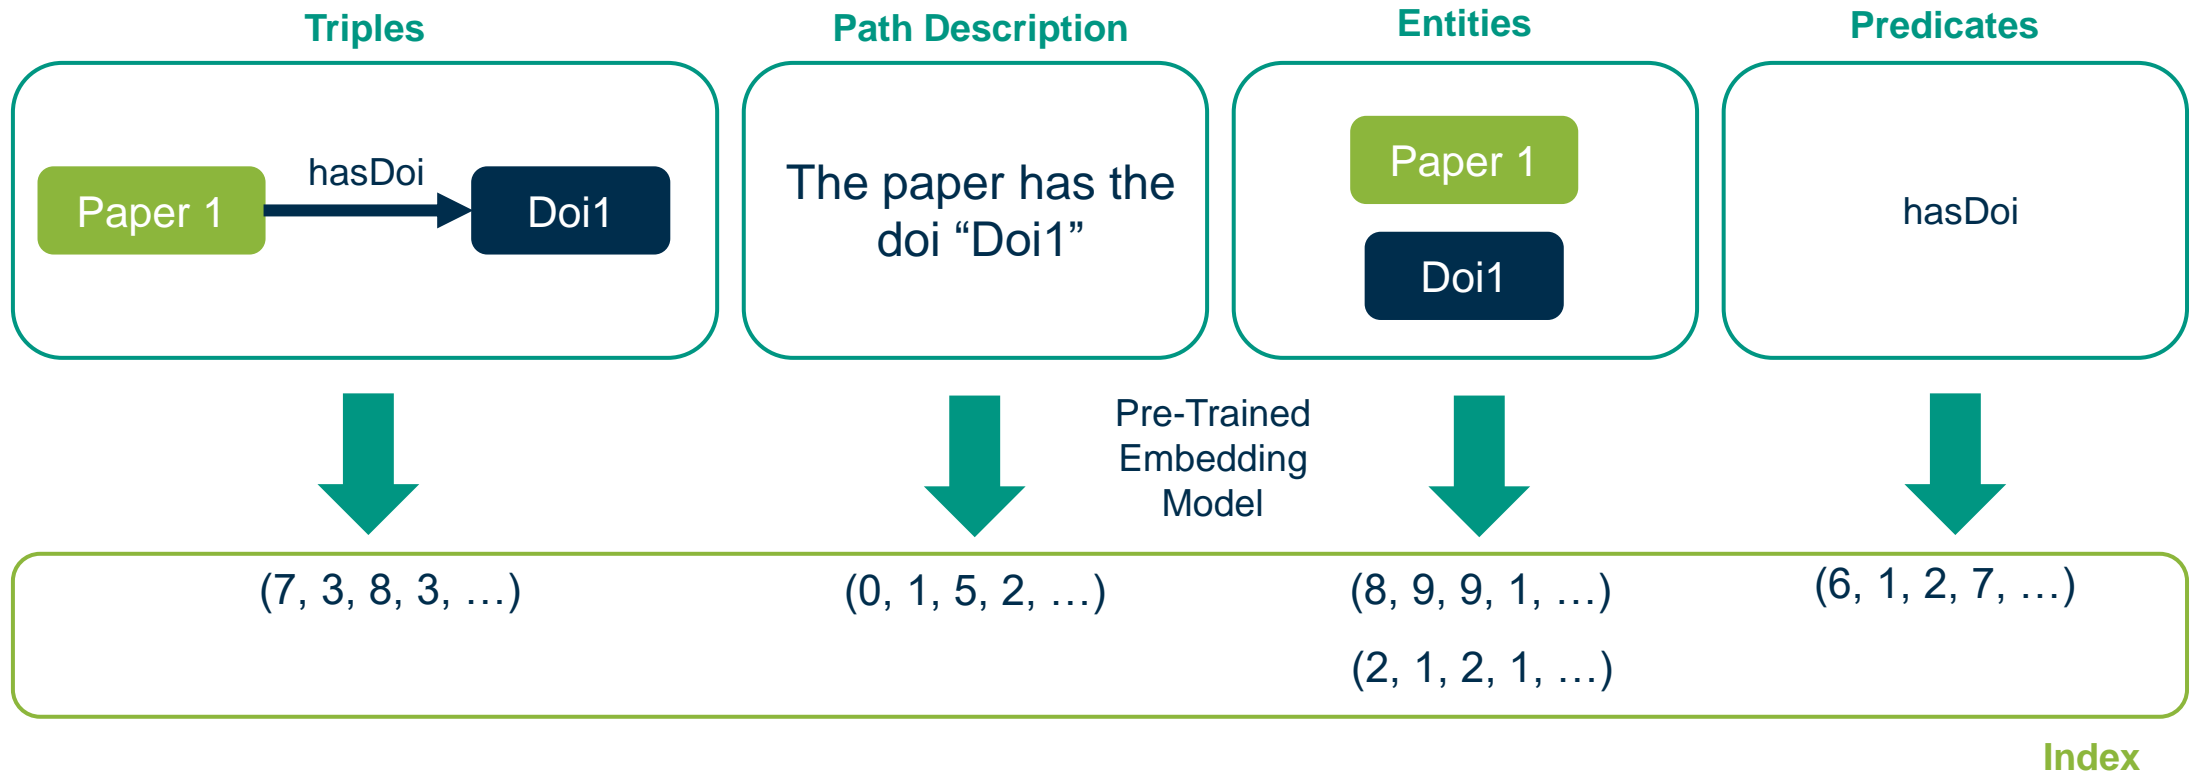 Triples
Path Description
Entities
Predicates
Paper 1
hasDoi
Doi1
The paper has the
doi “Doi1”
Paper 1
Doi1
hasDoi
Pre-Trained
Embedding
Model
(7, 3, 8, 3, …)
(0, 1, 5, 2, …)
(8, 9, 9, 1, …)
(2, 1, 2, 1, …)
(6, 1, 2, 7, …)
Index